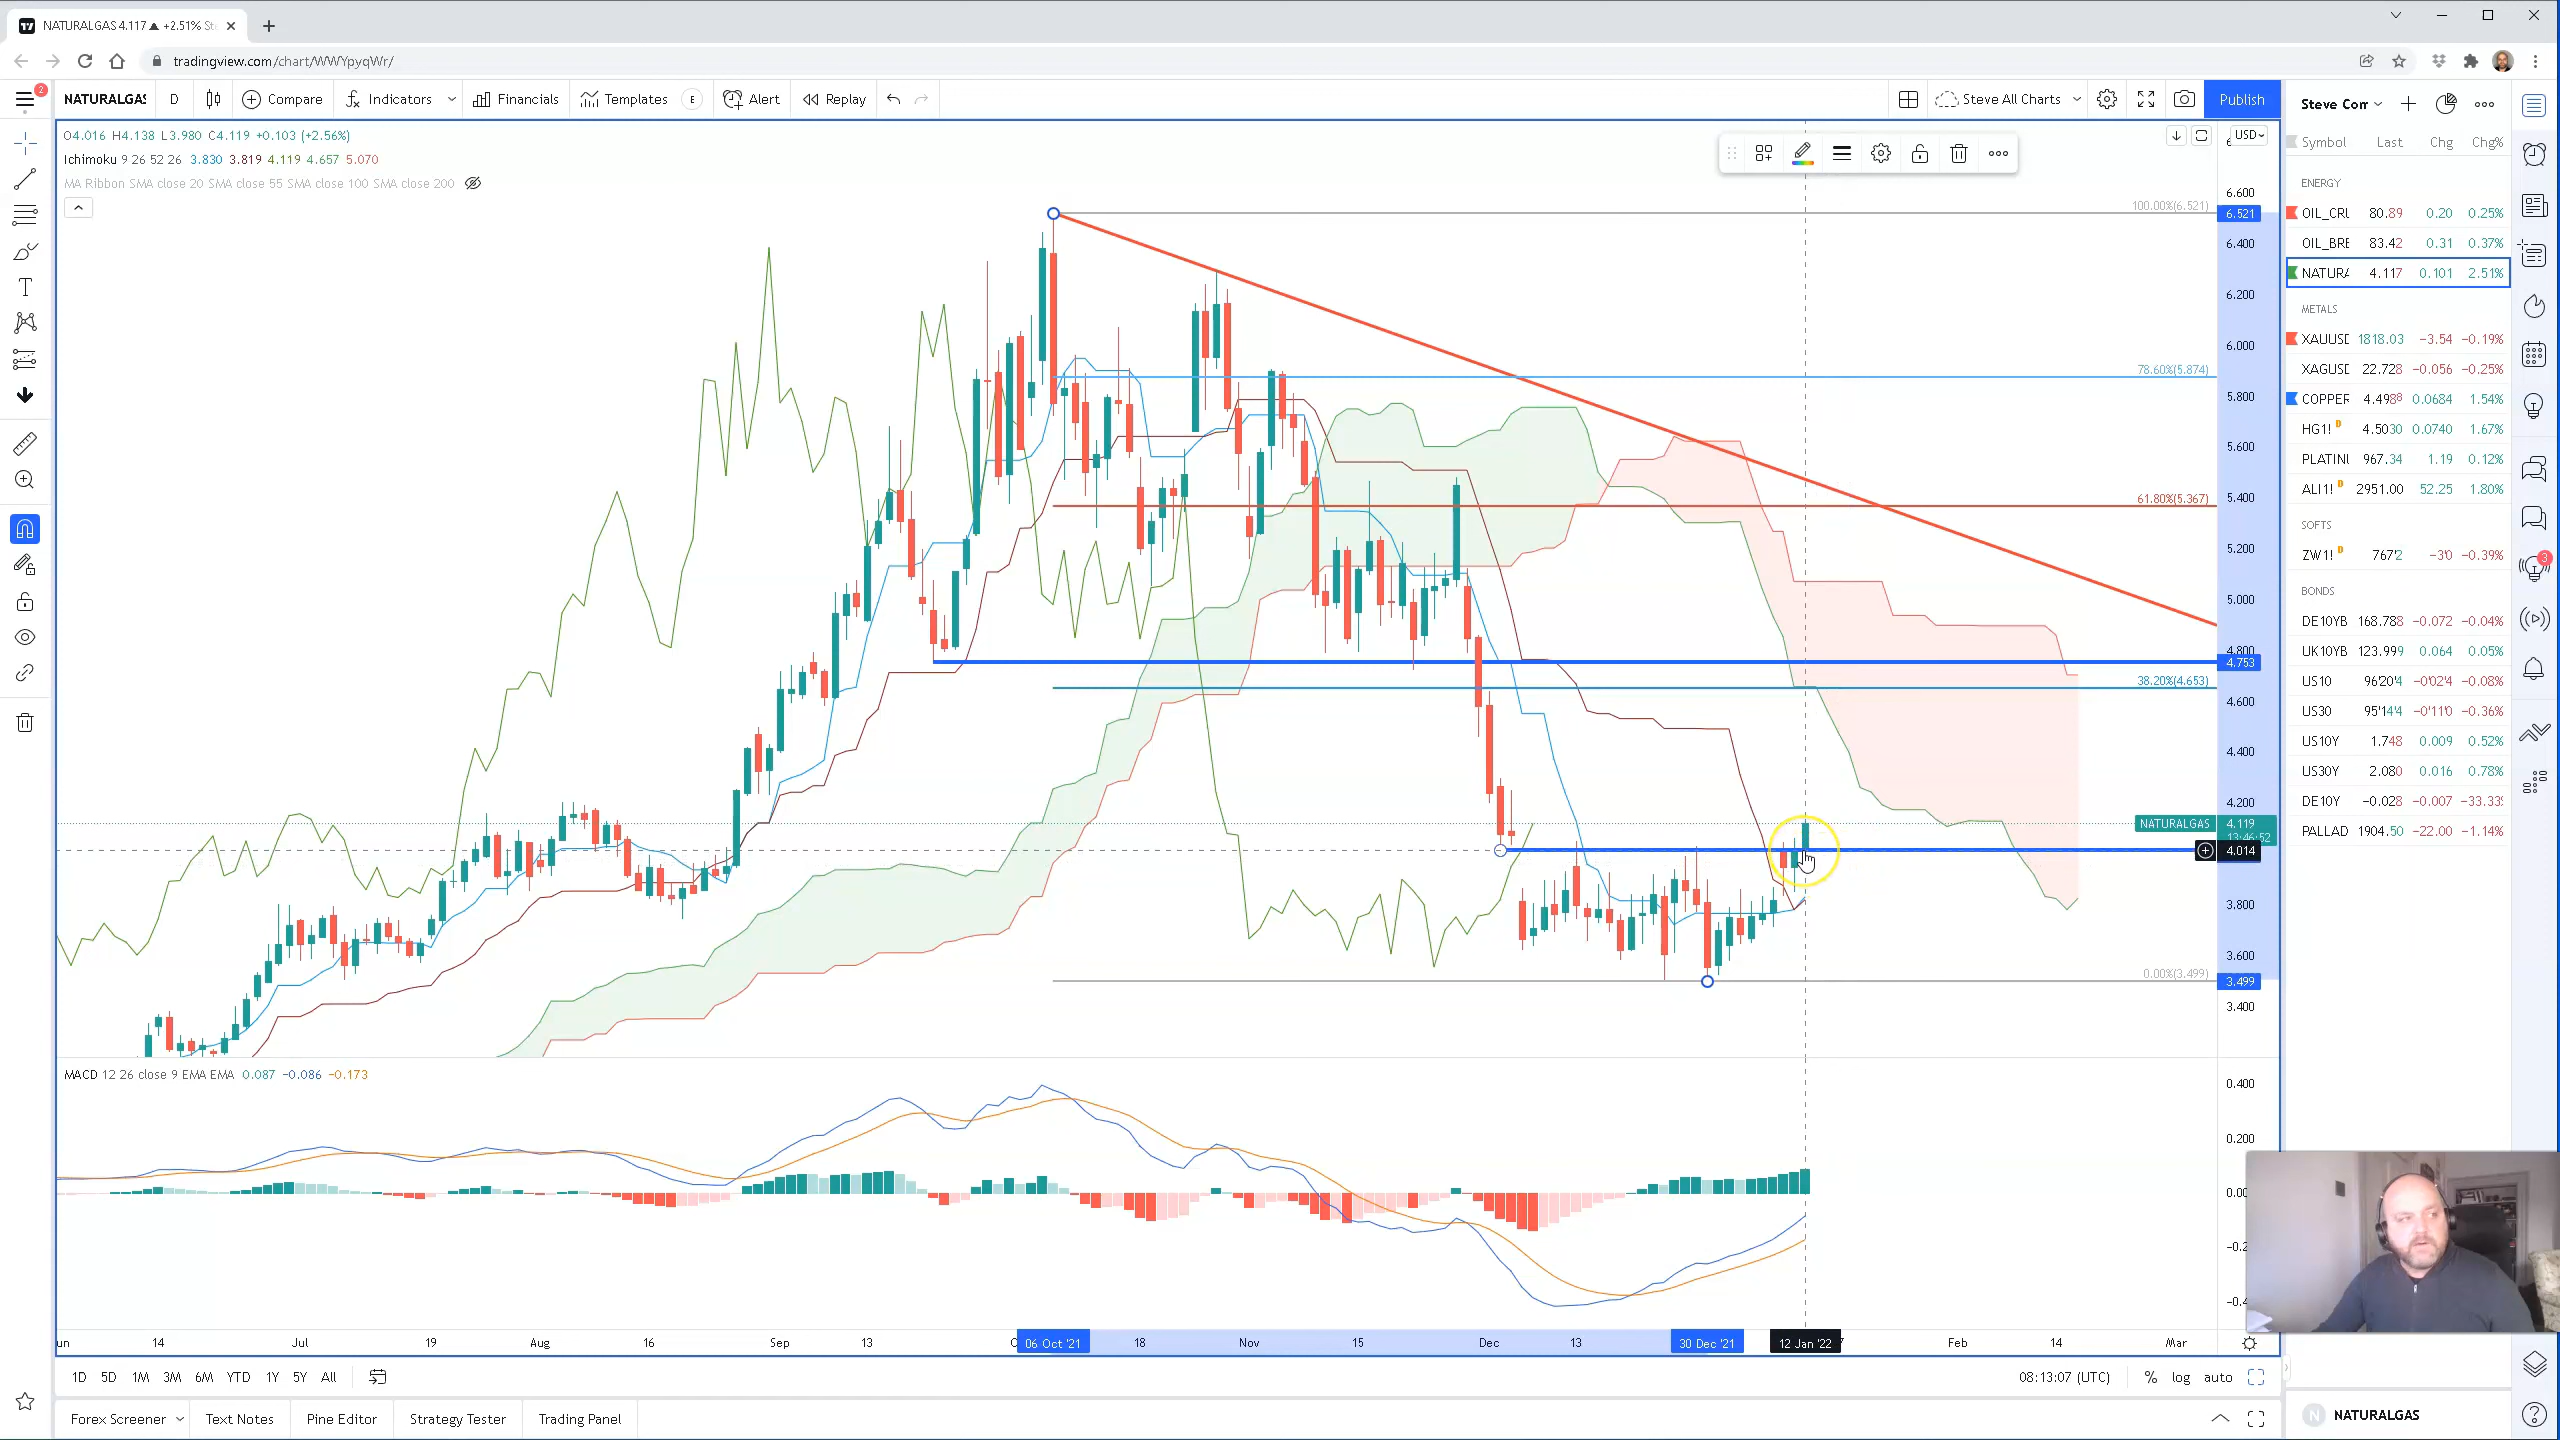 NATURALGAS 4.117 ▲ +2.51% Ste
tradingview.com/chart/WWYpyqWr/
2
NATURALGAS D Compare Indicators Financials Templates E Alert Replay Steve All Charts Publish
Steve Com
O4.016 H4.138 L3.980 C4.119 +0.103 (+2.56%)
Ichimoku 9 26 52 26 3.830 3.819 4.119 4.657 5.070
MA Ribbon SMA close 20 SMA close 55 SMA close 100 SMA close 200
USD
100.00%(6.521)
78.60%(5.874)
61.80%(5.367)
38.20%(4.653)
0.00%(3.499)
6.600
6.521
6.400
6.200
6.000
5.800
5.600
5.400
5.200
5.000
4.800
4.753
4.600
4.400
4.200
NATURALGAS 4.119
13:46:52
4.014
3.800
3.600
3.499
3.400
MACD 12 26 close 9 EMA EMA 0.087 −0.086 −0.173
0.400
0.200
0.00
−0.2
−0.4
un 14 Jul 19 Aug 16 Sep 13 06 Oct '21 18 Nov 15 Dec 13 30 Dec '21 12 Jan '22 Feb 14 Mar
1D 5D 1M 3M 6M YTD 1Y 5Y All
08:13:07 (UTC) % log auto
Forex Screener Text Notes Pine Editor Strategy Tester Trading Panel
Symbol Last Chg Chg%
ENERGY
OIL_CRU 80.89 0.20 0.25%
OIL_BRE 83.42 0.31 0.37%
NATURA 4.117 0.101 2.51%
METALS
XAUUSD 1818.03 −3.54 −0.19%
XAGUSD 22.728 −0.056 −0.25%
COPPER 4.4988 0.0684 1.54%
HG1! D 4.5030 0.0740 1.67%
PLATINU 967.34 1.19 0.12%
ALI1! D 2951.00 52.25 1.80%
SOFTS
ZW1! D 767'2 −3'0 −0.39%
BONDS
DE10YB 168.788 −0.072 −0.04%
UK10YB 123.999 0.064 0.05%
US10 96'20'4 −0'02'4 −0.08%
US30 95'14'4 −0'11'0 −0.36%
US10Y 1.748 0.009 0.52%
US30Y 2.080 0.016 0.78%
DE10Y −0.028 −0.007 −33.33
PALLAD 1904.50 −22.00 −1.14%
3
N NATURALGAS